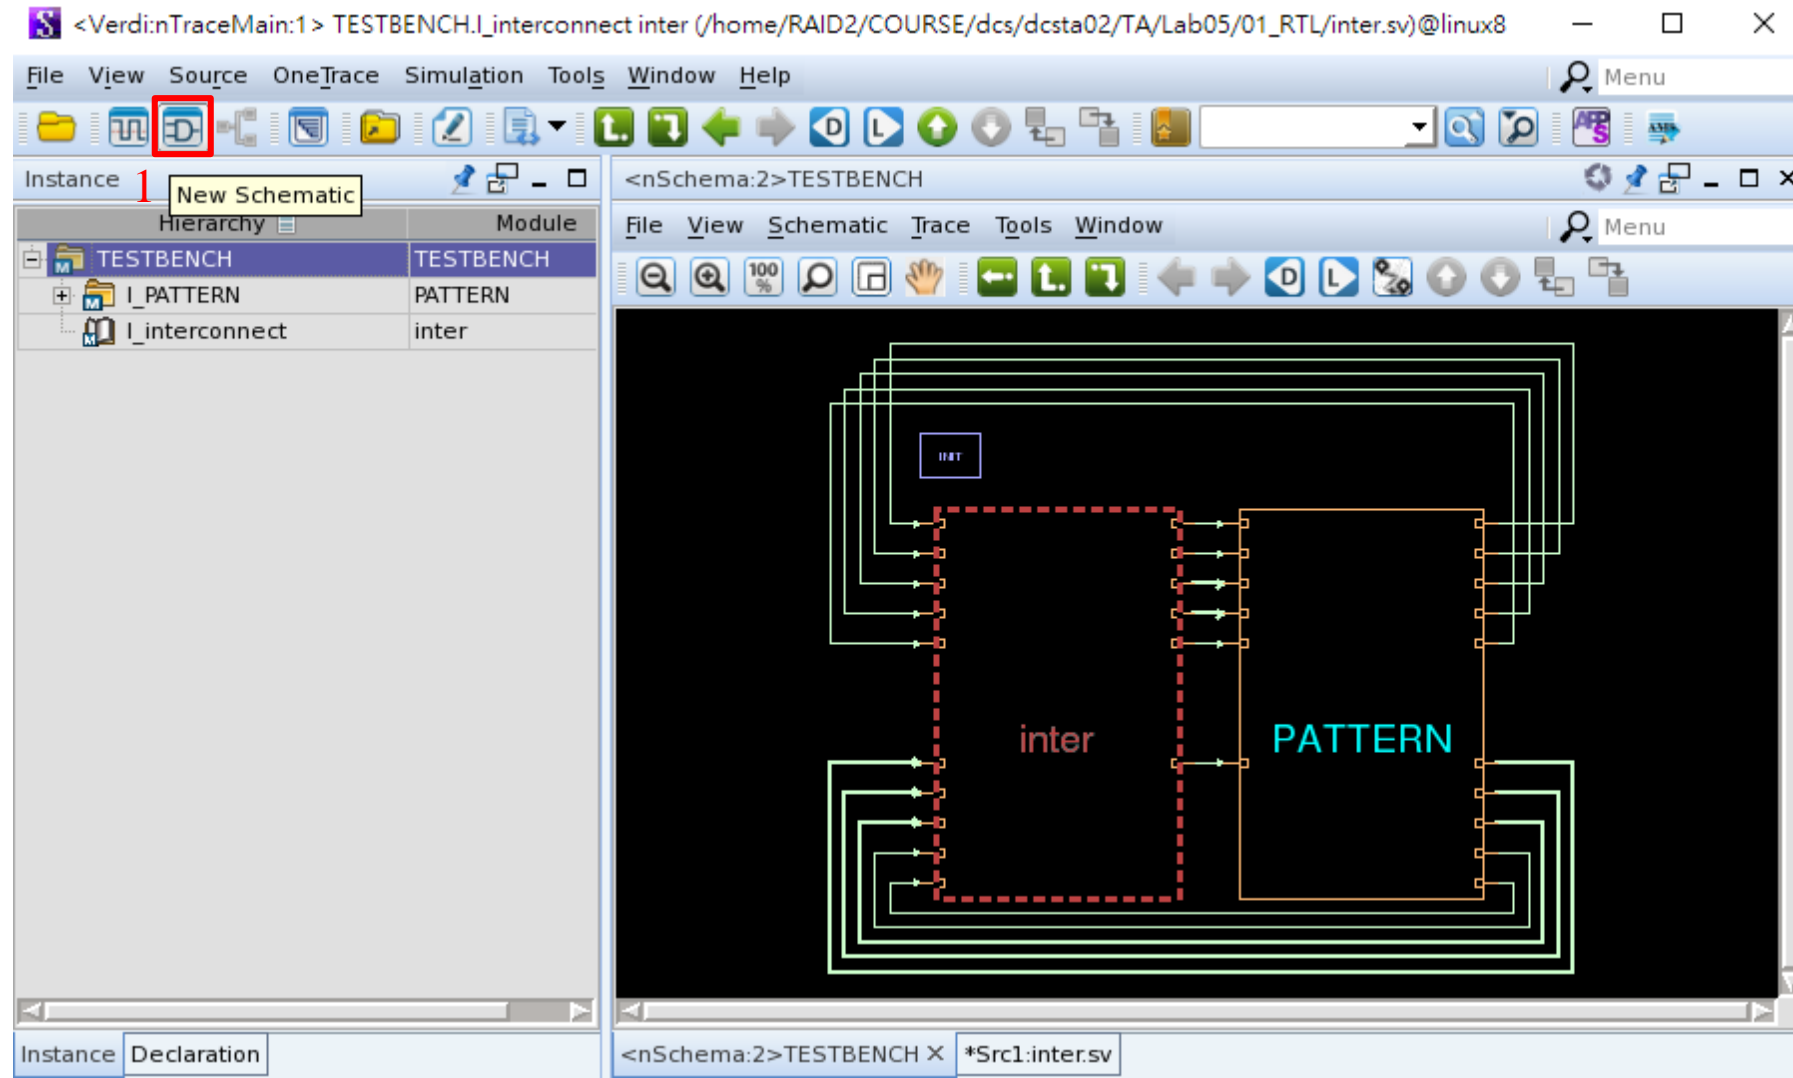 <Verdi:nTraceMain:1> TESTBENCH.I_interconnect inter (/home/RAID2/COURSE/dcs/dcsta02/TA/Lab05/01_RTL/inter.sv)@linux8
File View Source OneTrace Simulation Tools Window Help
Menu
APPS
Instance
1
New Schematic
Hierarchy Module
TESTBENCH TESTBENCH
I_PATTERN PATTERN
I_interconnect inter
<nSchema:2>TESTBENCH
File View Schematic Trace Tools Window
Menu
100
%
INIT
inter
PATTERN
Instance Declaration
<nSchema:2>TESTBENCH
*Src1:inter.sv